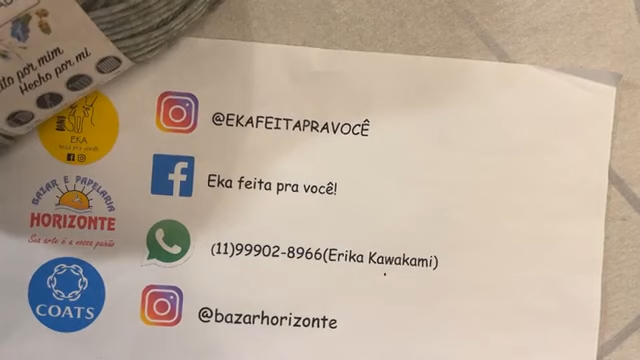 ito por mim
Hecho por mi
EKA
@EKAFEITAPRAVOCÊ
Eka feita pra você!
BAZAR E PAPELARIA
HORIZONTE
Sua arte é a nossa paixão
(11)99902-8966(Erika Kawakami)
COATS
@bazarhorizonte